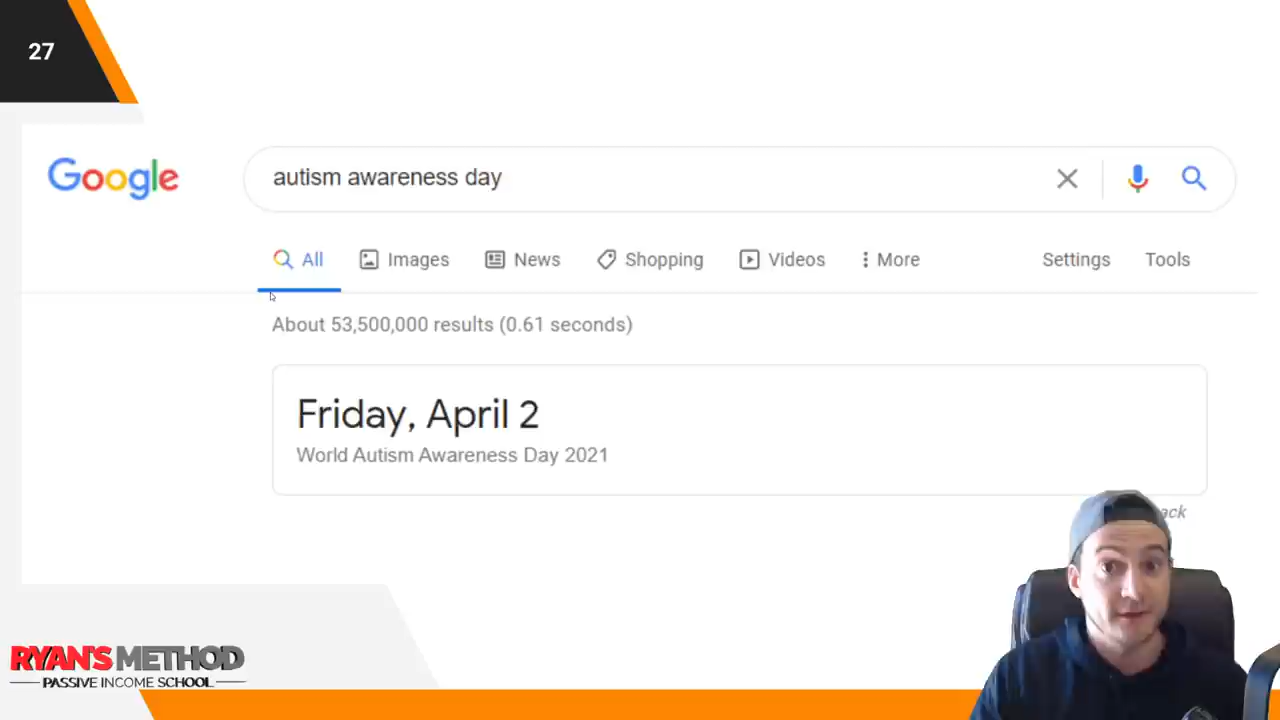 27
Google
autism awareness day
All Images News Shopping Videos More Settings Tools
About 53,500,000 results (0.61 seconds)
Friday, April 2
World Autism Awareness Day 2021
RYAN'S METHOD
PASSIVE INCOME SCHOOL